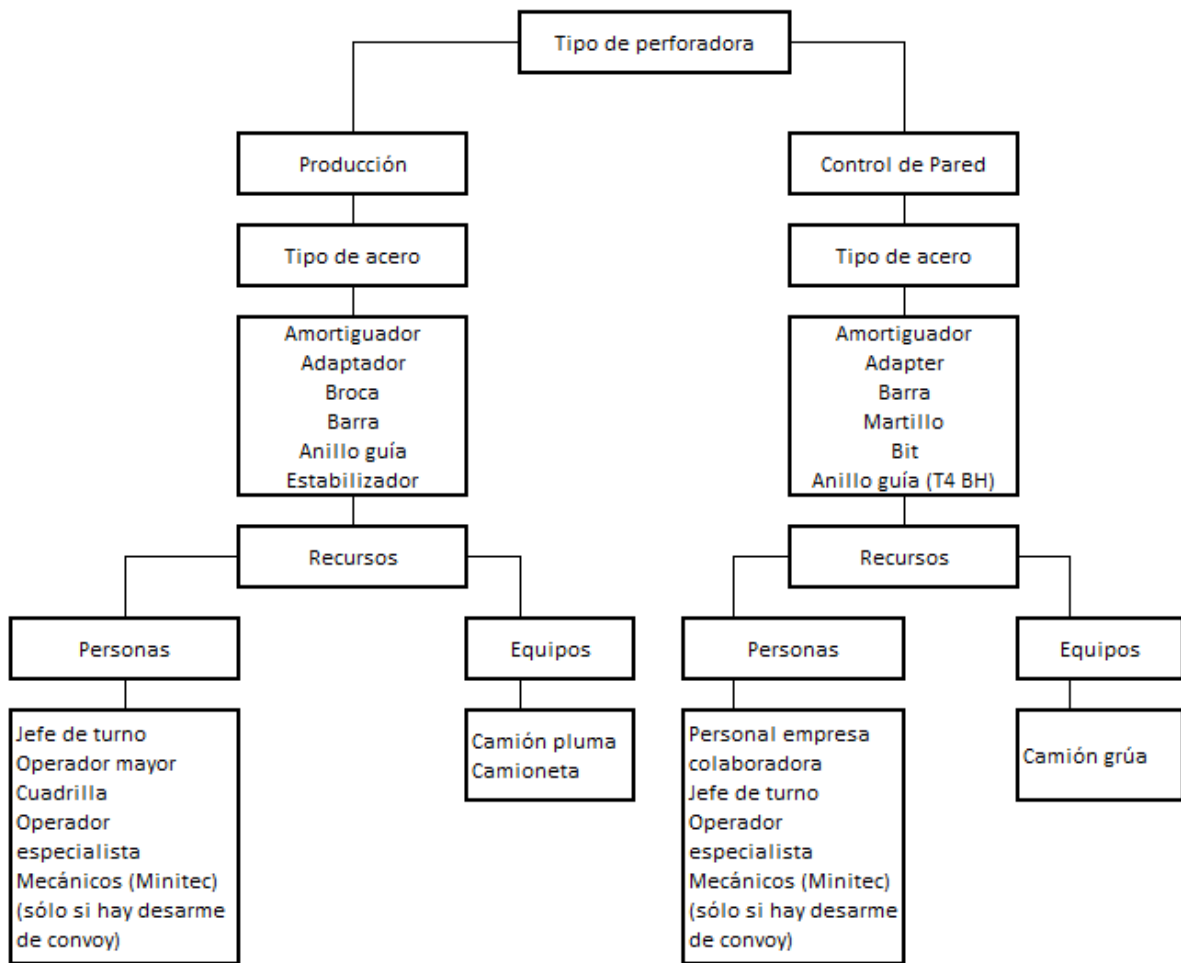 Tipo de perforadora
Producción
Control de Pared
Tipo de acero
Tipo de acero
Amortiguador
Adaptador
Broca
Barra
Anillo guía
Estabilizador
Amortiguador
Adapter
Barra
Martillo
Bit
Anillo guía (T4 BH)
Recursos
Recursos
Personas
Equipos
Personas
Equipos
Jefe de turno
Operador mayor
Cuadrilla
Operador
especialista
Mecánicos (Minitec)
(sólo si hay desarme
de convoy)
Camión pluma
Camioneta
Personal empresa
colaboradora
Jefe de turno
Operador
especialista
Mecánicos (Minitec)
(sólo si hay desarme
de convoy)
Camión grúa